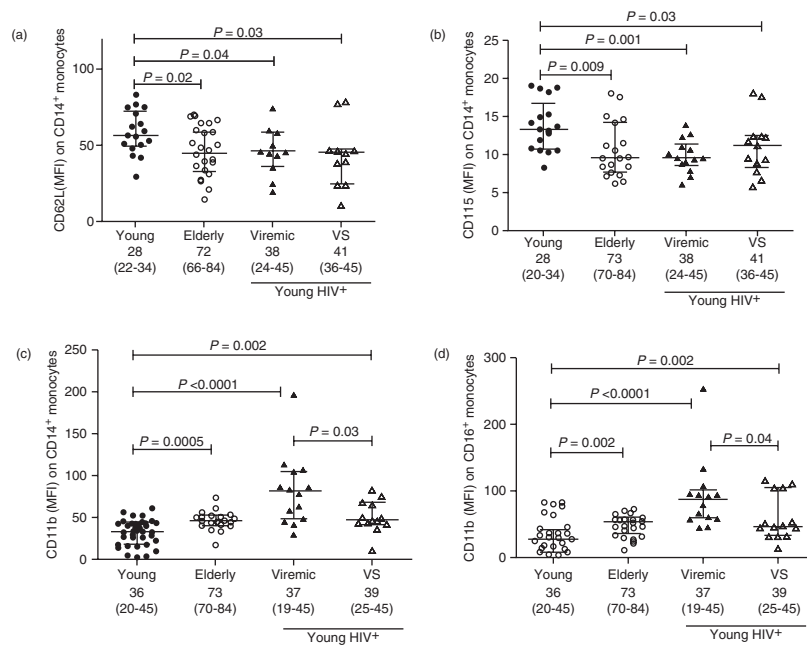 (a)
P = 0.03
P = 0.04
P = 0.02
CD62L(MFI) on CD14+ monocytes
100
50
0
Young Elderly Viremic VS
28 72 38 41
(22-34) (66-84) (24-45) (36-45)
Young HIV+
(b)
P = 0.03
P = 0.001
P = 0.009
CD115 (MFI) on CD14+ monocytes
25
20
15
10
5
0
Young Elderly Viremic VS
28 73 38 41
(20-34) (70-84) (24-45) (36-45)
Young HIV+
(c)
P = 0.002
P <0.0001
P = 0.0005
P = 0.03
CD11b (MFI) on CD14+ monocytes
250
200
150
100
50
0
Young Elderly Viremic VS
36 73 37 39
(20-45) (70-84) (19-45) (25-45)
Young HIV+
(d)
P = 0.002
P <0.0001
P = 0.002
P = 0.04
CD11b (MFI) on CD16+ monocytes
300
200
100
0
Young Elderly Viremic VS
36 73 37 39
(20-45) (70-84) (19-45) (25-45)
Young HIV+